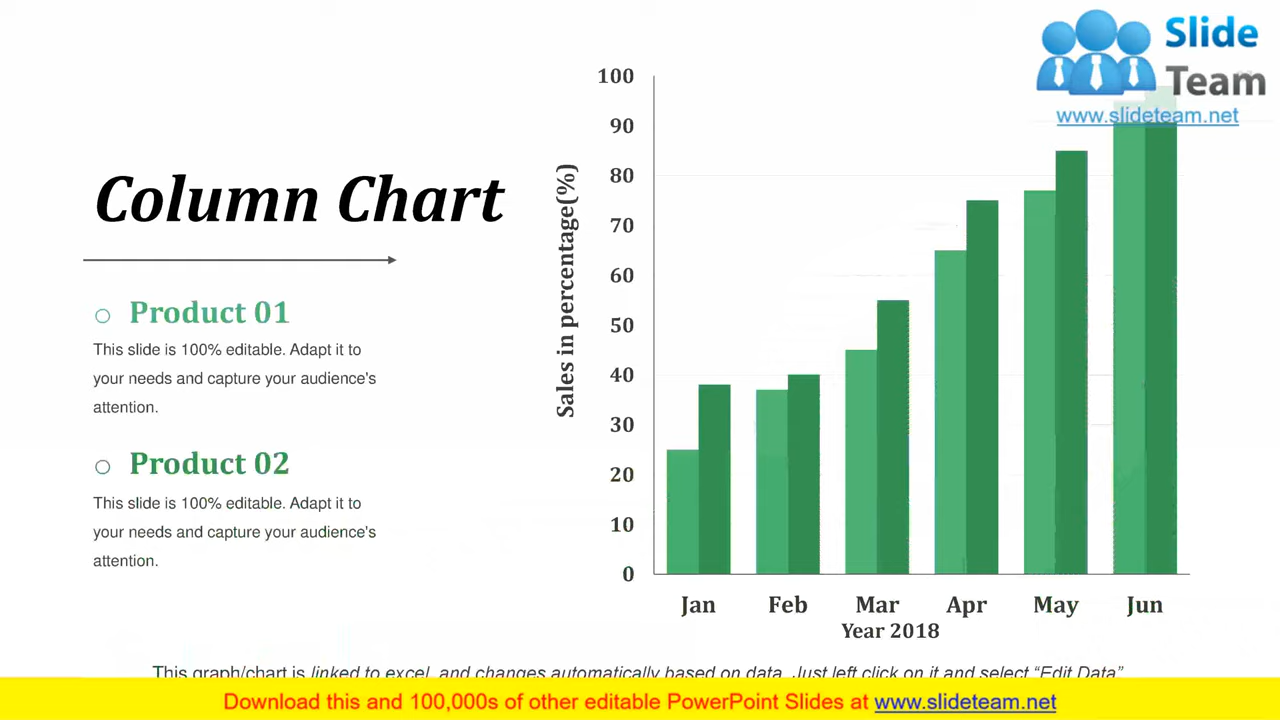 Slide
Team
www.slideteam.net
Column Chart
Product 01
This slide is 100% editable. Adapt it to
your needs and capture your audience's
attention.
Product 02
This slide is 100% editable. Adapt it to
your needs and capture your audience's
attention.
Sales in percentage(%)
100
90
80
70
60
50
40
30
20
10
0
Jan Feb Mar Apr May Jun
Year 2018
This graph/chart is linked to excel, and changes automatically based on data. Just left click on it and select “Edit Data”.
Download this and 100,000s of other editable PowerPoint Slides at www.slideteam.net